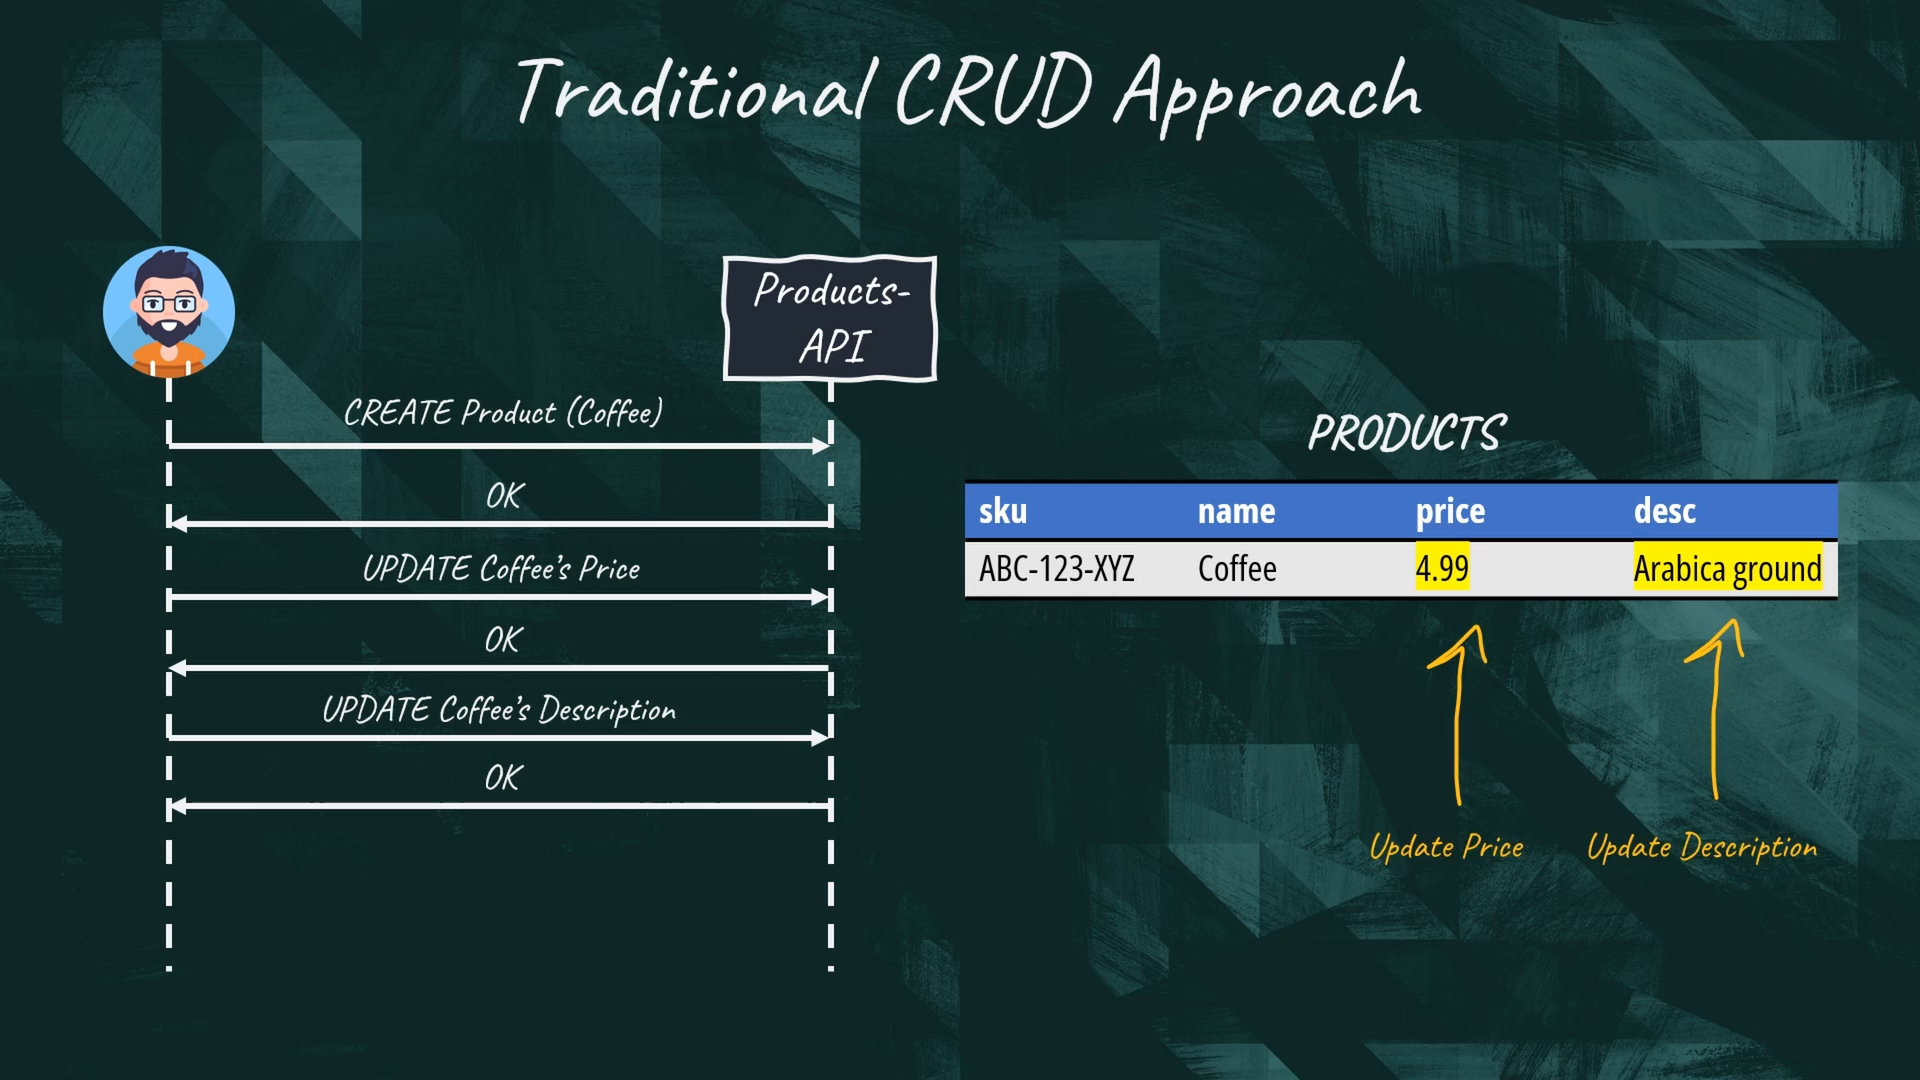 Traditional CRUD Approach
Products-
API
CREATE Product (Coffee)
OK
UPDATE Coffee's Price
OK
UPDATE Coffee's Description
OK
PRODUCTS
sku name price desc
ABC-123-XYZ Coffee 4.99 Arabica ground
Update Price Update Description